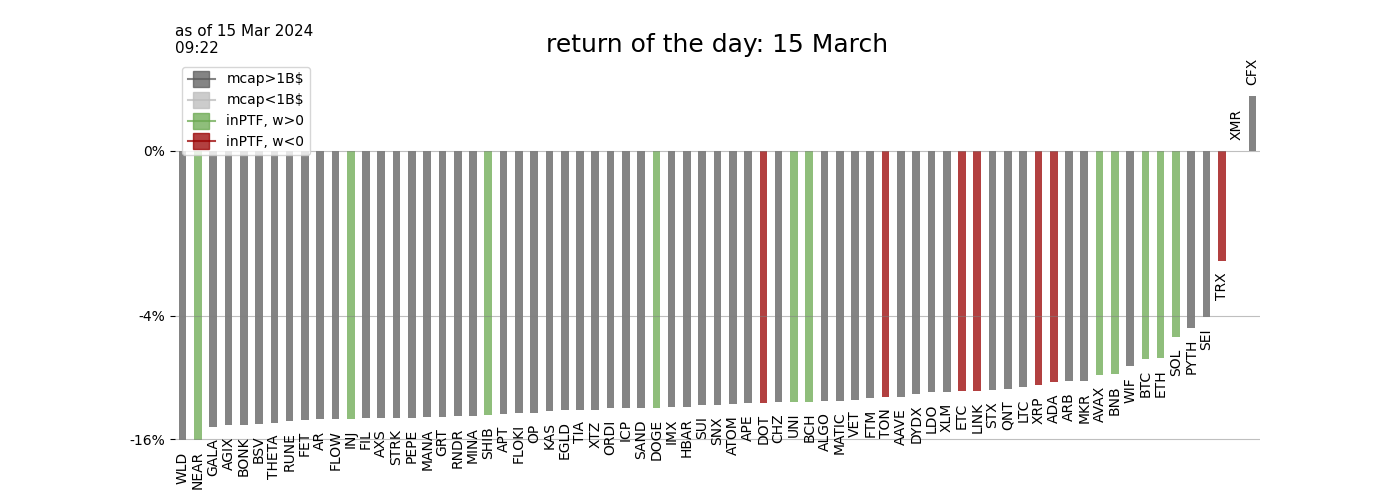 as of 15 Mar 2024
09:22
return of the day: 15 March
mcap>1B$
mcap<1B$
inPTF, w>0
inPTF, w<0
0%
-4%
-16%
WLD
NEAR
GALA
AGIX
BONK
BSV
THETA
RUNE
FET
AR
FLOW
INJ
FIL
AXS
STRK
PEPE
MANA
GRT
RNDR
MINA
SHIB
APT
FLOKI
OP
KAS
EGLD
TIA
XTZ
ORDI
ICP
SAND
DOGE
IMX
HBAR
SUI
SNX
ATOM
APE
DOT
CHZ
UNI
BCH
ALGO
MATIC
VET
FTM
TON
AAVE
DYDX
LDO
XLM
ETC
LINK
STX
QNT
LTC
XRP
ADA
ARB
MKR
AVAX
BNB
WIF
BTC
ETH
SOL
PYTH
SEI
TRX
XMR
CFX